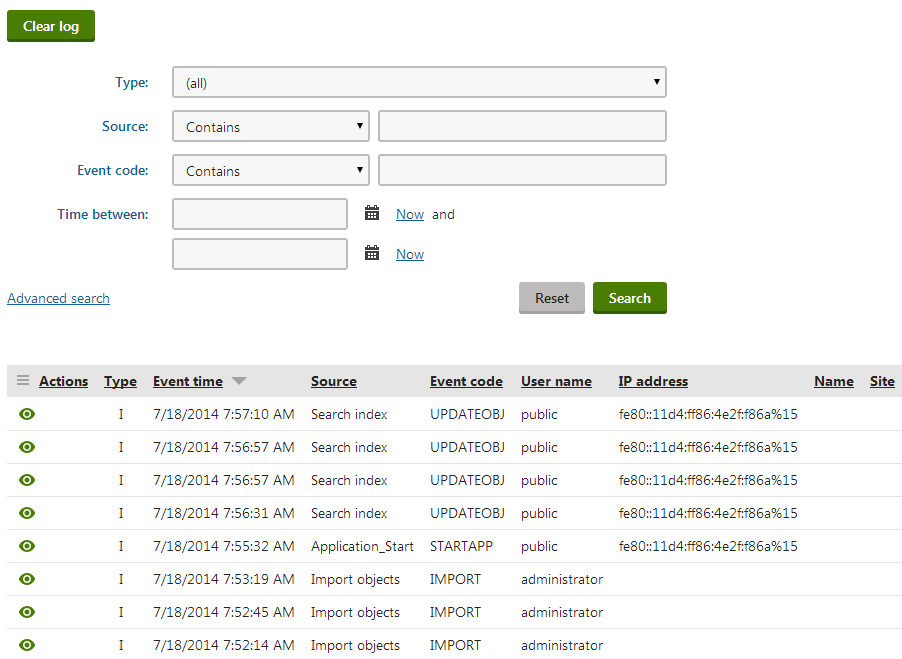 Clear log
Type: (all)
Source: Contains
Event code: Contains
Time between: Now and
Now
Advanced search Reset Search
Actions Type Event time Source Event code User name IP address Name Site
I 7/18/2014 7:57:10 AM Search index UPDATEOBJ public fe80::11d4:ff86:4e2f:f86a%15
I 7/18/2014 7:56:57 AM Search index UPDATEOBJ public fe80::11d4:ff86:4e2f:f86a%15
I 7/18/2014 7:56:57 AM Search index UPDATEOBJ public fe80::11d4:ff86:4e2f:f86a%15
I 7/18/2014 7:56:31 AM Search index UPDATEOBJ public fe80::11d4:ff86:4e2f:f86a%15
I 7/18/2014 7:55:32 AM Application_Start STARTAPP public fe80::11d4:ff86:4e2f:f86a%15
I 7/18/2014 7:53:19 AM Import objects IMPORT administrator
I 7/18/2014 7:52:45 AM Import objects IMPORT administrator
I 7/18/2014 7:52:14 AM Import objects IMPORT administrator